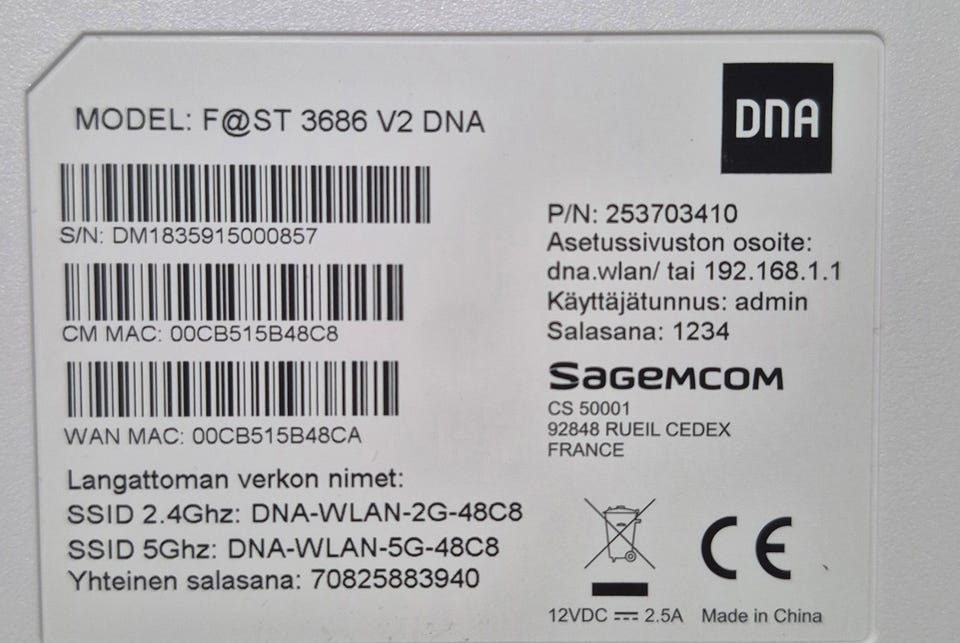 MODEL: F@ST 3686 V2 DNA
DNA
S/N: DM1835915000857
CM MAC: 00CB515B48C8
WAN MAC: 00CB515B48CA
Langattoman verkon nimet:
SSID 2.4Ghz: DNA-WLAN-2G-48C8
SSID 5Ghz: DNA-WLAN-5G-48C8
Yhteinen salasana: 70825883940
P/N: 253703410
Asetussivuston osoite:
dna.wlan/ tai 192.168.1.1
Käyttäjätunnus: admin
Salasana: 1234
SAGEMCOM
CS 50001
92848 RUEIL CEDEX
FRANCE
CE
12VDC ⎓ 2.5A Made in China